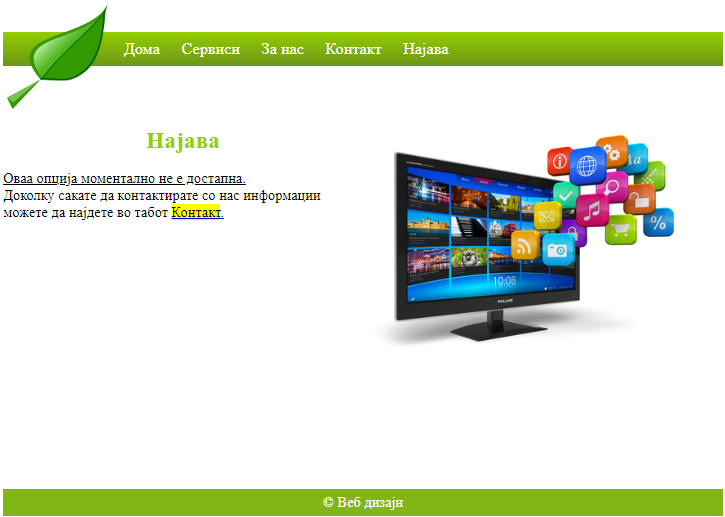 Дома Сервиси За нас Контакт Најава
Најава
Оваа опција моментално не е достапна.
Доколку сакате да контактирате со нас информации
можете да најдете во табот Контакт.
10:08
© Веб дизајн